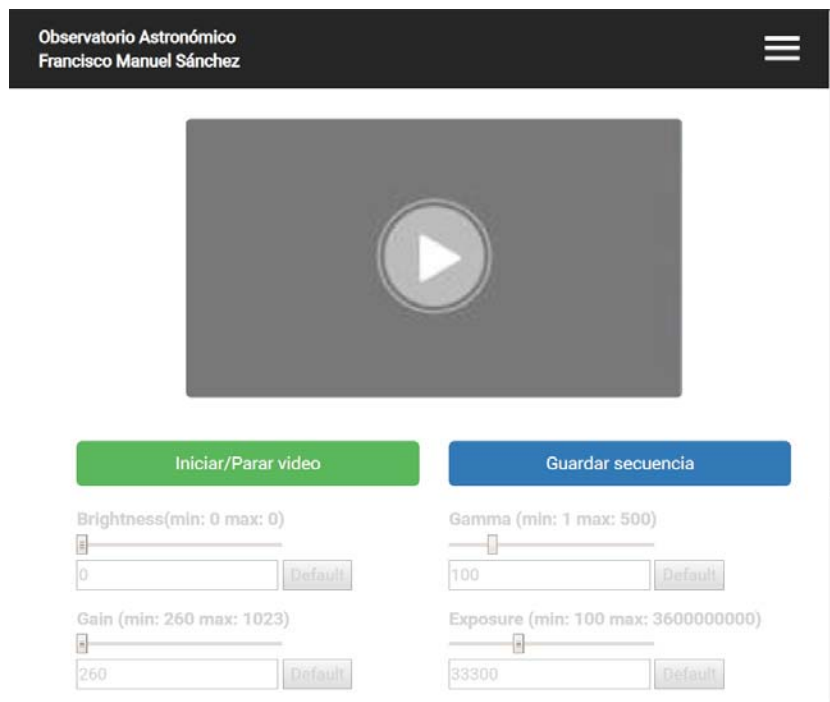 Observatorio Astronómico
Francisco Manuel Sánchez
Iniciar/Parar video
Guardar secuencia
Brightness(min: 0 max: 0)
Gamma (min: 1 max: 500)
0 Default
100 Default
Gain (min: 260 max: 1023)
Exposure (min: 100 max: 3600000000)
260 Default
33300 Default